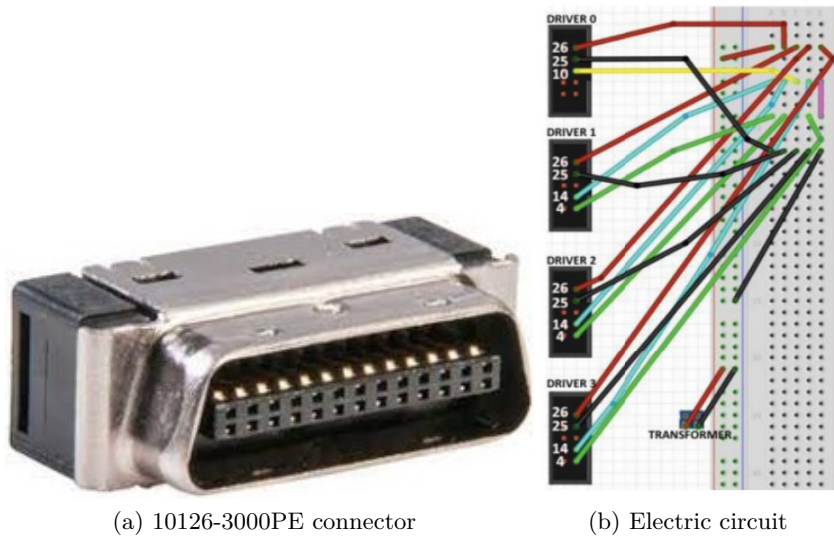 DRIVER 0
26
25
10
DRIVER 1
26
25
14
4
DRIVER 2
26
25
14
4
DRIVER 3
26
25
14
4
TRANSFORMER
(a) 10126-3000PE connector
(b) Electric circuit